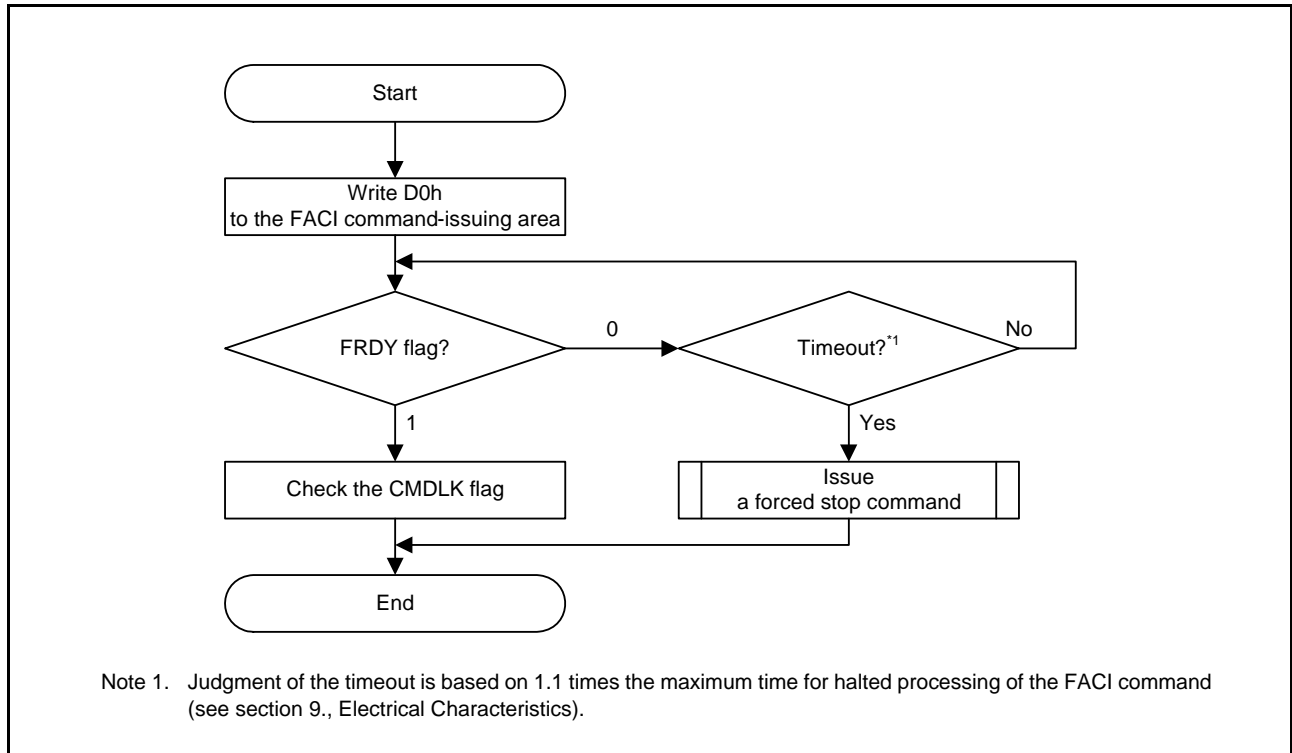 Start
Write D0h
to the FACI command-issuing area
FRDY flag?
0
Timeout?*1
No
1
Yes
Check the CMDLK flag
Issue
a forced stop command
End
Note 1. Judgment of the timeout is based on 1.1 times the maximum time for halted processing of the FACI command
(see section 9., Electrical Characteristics).